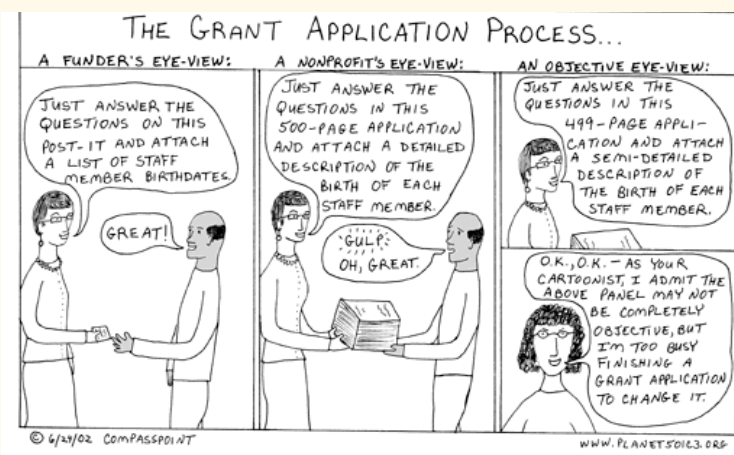 THE GRANT APPLICATION PROCESS...
A FUNDER'S EYE-VIEW:
JUST ANSWER THE
QUESTIONS ON THIS
POST-IT AND ATTACH
A LIST OF STAFF
MEMBER BIRTHDATES.
GREAT!
A NONPROFIT'S EYE-VIEW:
JUST ANSWER THE
QUESTIONS IN THIS
500-PAGE APPLICATION
AND ATTACH A DETAILED
DESCRIPTION OF THE
BIRTH OF EACH
STAFF MEMBER.
"GULP"
OH, GREAT.
AN OBJECTIVE EYE-VIEW:
JUST ANSWER THE
QUESTIONS IN THIS
499-PAGE APPLI-
CATION AND ATTACH
A SEMI-DETAILED
DESCRIPTION OF
THE BIRTH OF EACH
STAFF MEMBER.
O.K., O.K. - AS YOUR
CARTOONIST, I ADMIT THE
ABOVE PANEL MAY NOT
BE COMPLETELY
OBJECTIVE, BUT
I'M TOO BUSY
FINISHING A
GRANT APPLICATION
TO CHANGE IT.
© 6/29/02 COMPASSPOINT
WWW.PLANET501C3.ORG